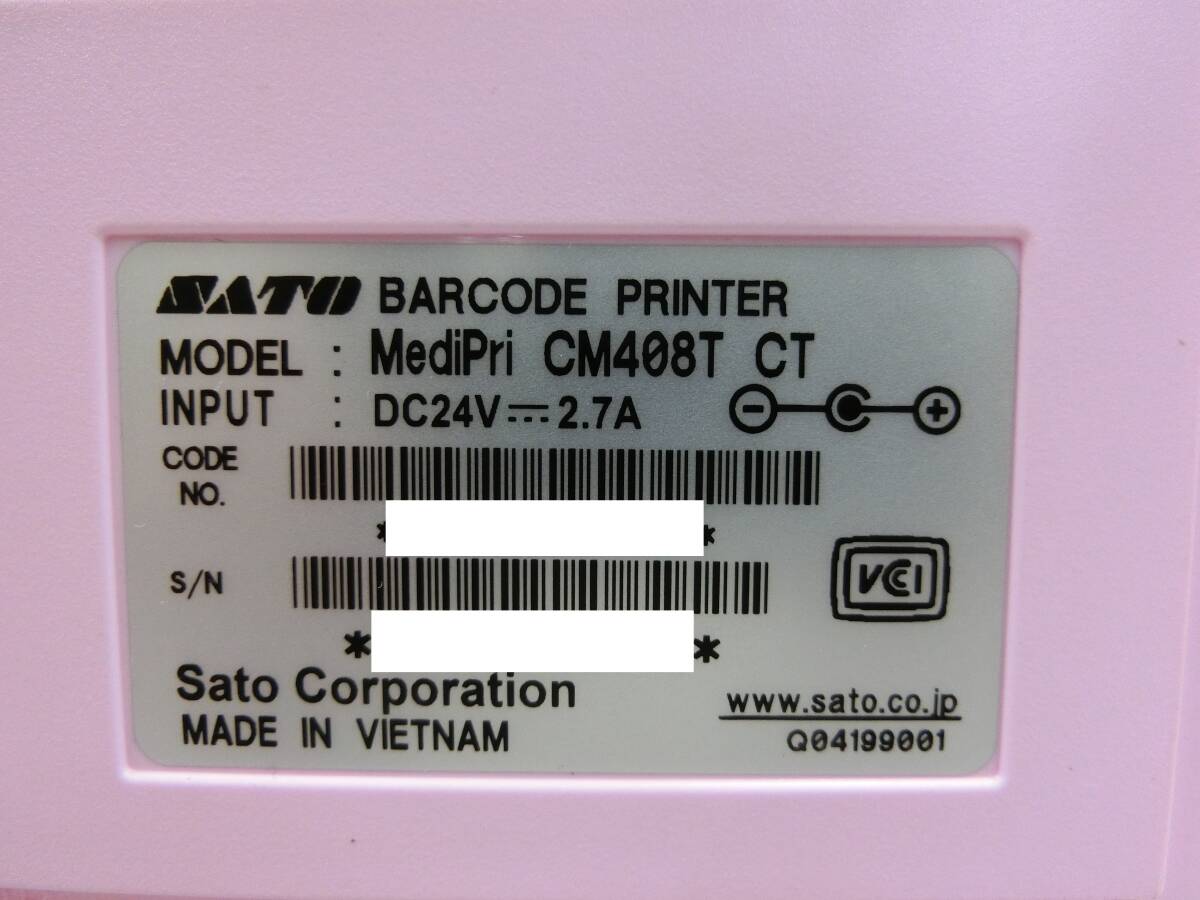 SATO BARCODE PRINTER
MODEL : MediPri CM408T CT
INPUT : DC24V⎓2.7A
CODE NO.
* *
S/N
* *
VCCI
Sato Corporation
www.sato.co.jp
MADE IN VIETNAM
Q04199001